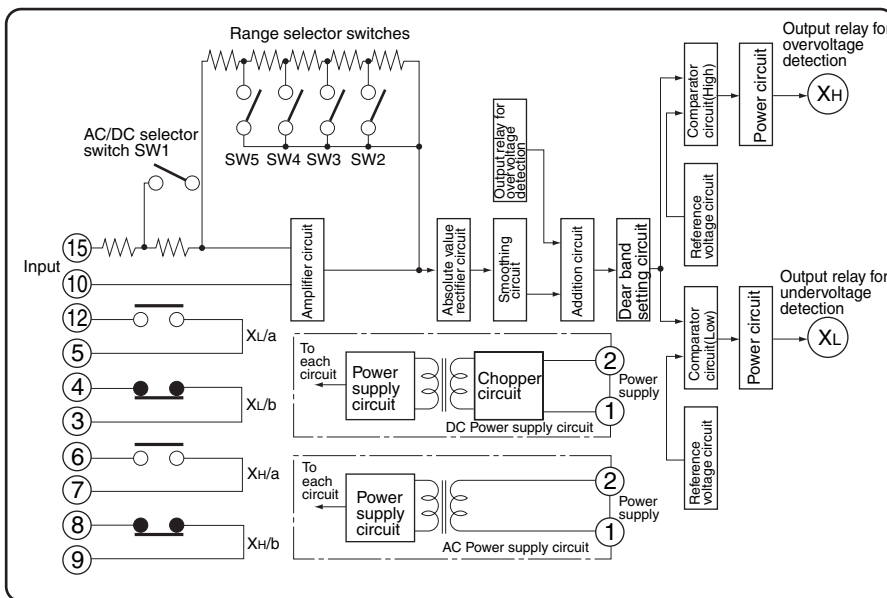 Range selector switches
AC/DC selector
switch SW1
SW5
SW4
SW3
SW2
Output relay for
overvoltage
detection
Input
15
10
Amplifier circuit
Absolute value
rectifier circuit
Smoothing
circuit
Addition circuit
Dear band
setting circuit
Comparator
circuit(High)
Power circuit
Output relay for
overvoltage
detection
XH
Reference
voltage circuit
Comparator
circuit(Low)
Power circuit
Output relay for
undervoltage
detection
XL
Reference
voltage circuit
12
5
XL/a
4
3
XL/b
6
7
XH/a
8
9
XH/b
To
each
circuit
Power
supply
circuit
Chopper
circuit
2
1
Power
supply
DC Power supply circuit
To
each
circuit
Power
supply
circuit
2
1
Power
supply
AC Power supply circuit